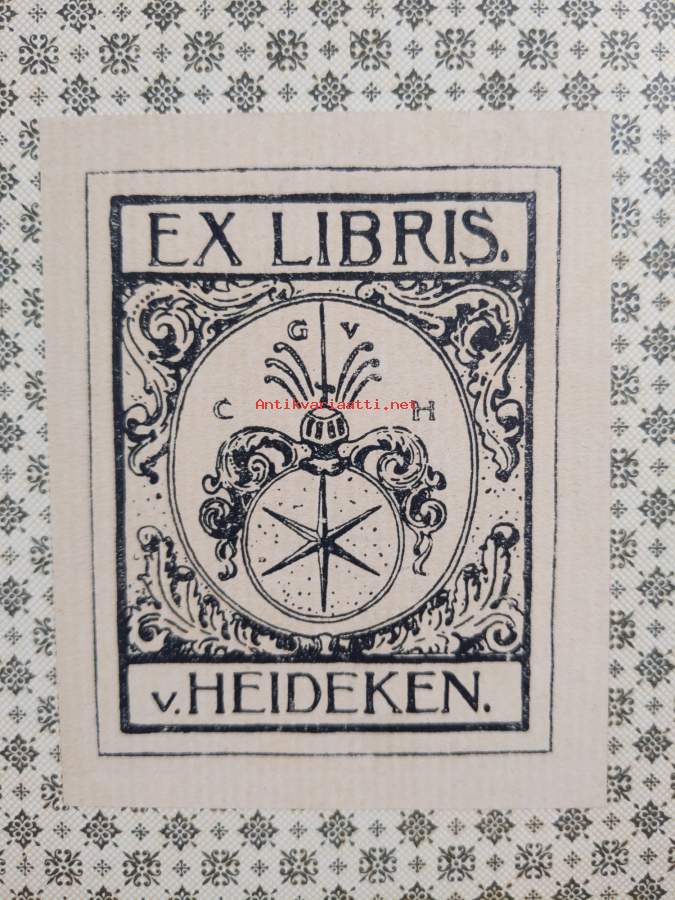 EX LIBRIS.
G V
C H
Antikvariaatti.net
v. HEIDEKEN.